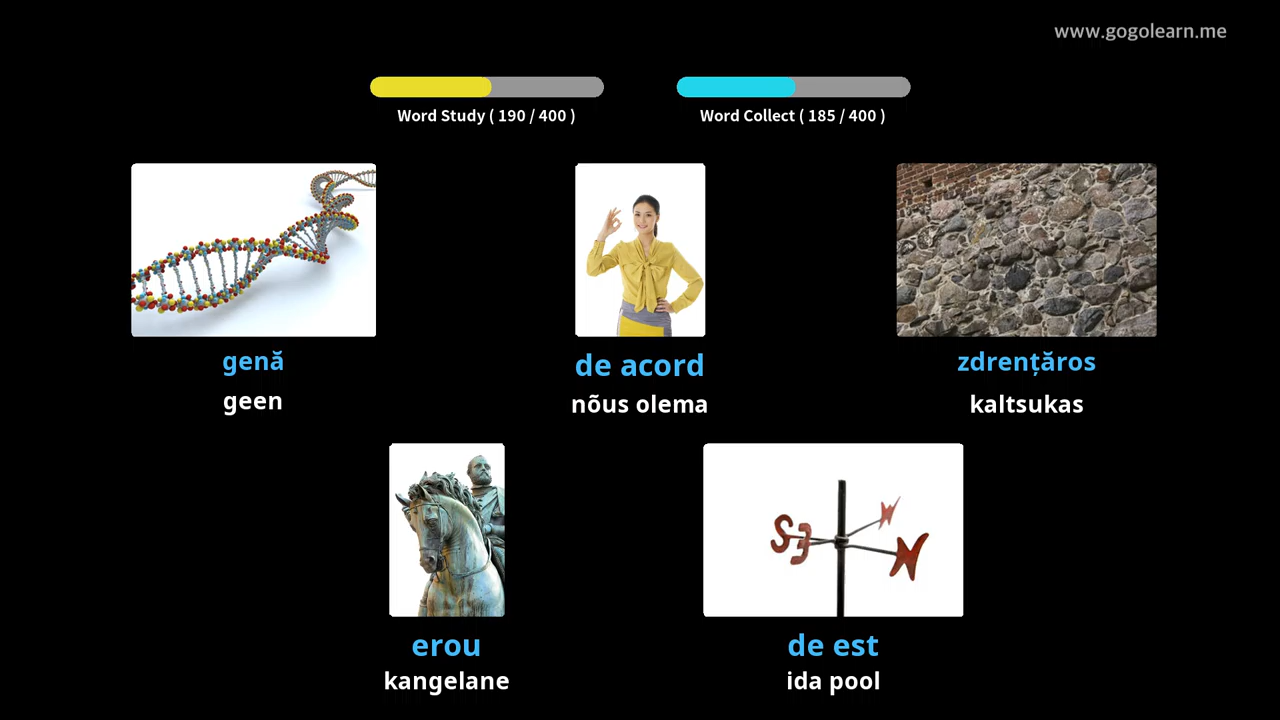 www.gogolearn.me
Word Study ( 190 / 400 )
Word Collect ( 185 / 400 )
genă
geen
de acord
nõus olema
zdrențăros
kaltsukas
erou
kangelane
S E N
de est
ida pool